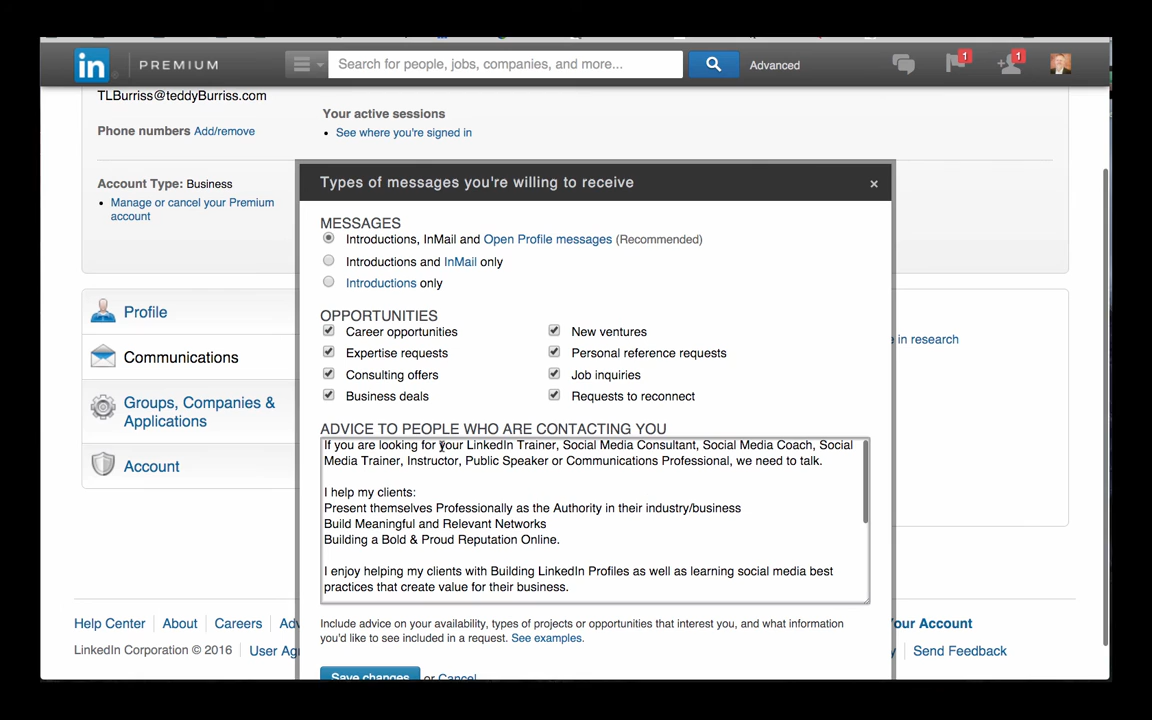 in PREMIUM Search for people, jobs, companies, and more... Advanced 1 1
TLBurriss@teddyBurriss.com
Phone numbers Add/remove
Your active sessions
• See where you're signed in
Account Type: Business
• Manage or cancel your Premium
account
Profile
Communications
Groups, Companies &
Applications
Account
Types of messages you're willing to receive ×
MESSAGES
Introductions, InMail and Open Profile messages (Recommended)
Introductions and InMail only
Introductions only
OPPORTUNITIES
Career opportunities New ventures
Expertise requests Personal reference requests
Consulting offers Job inquiries
Business deals Requests to reconnect
ADVICE TO PEOPLE WHO ARE CONTACTING YOU
If you are looking for your LinkedIn Trainer, Social Media Consultant, Social Media Coach, Social
Media Trainer, Instructor, Public Speaker or Communications Professional, we need to talk.
I help my clients:
Present themselves Professionally as the Authority in their industry/business
Build Meaningful and Relevant Networks
Building a Bold & Proud Reputation Online.
I enjoy helping my clients with Building LinkedIn Profiles as well as learning social media best
practices that create value for their business.
Include advice on your availability, types of projects or opportunities that interest you, and what information
you'd like to see included in a request. See examples.
Save changes or Cancel
e in research
Help Center About Careers Adv
our Account
LinkedIn Corporation © 2016 User Ag
Send Feedback